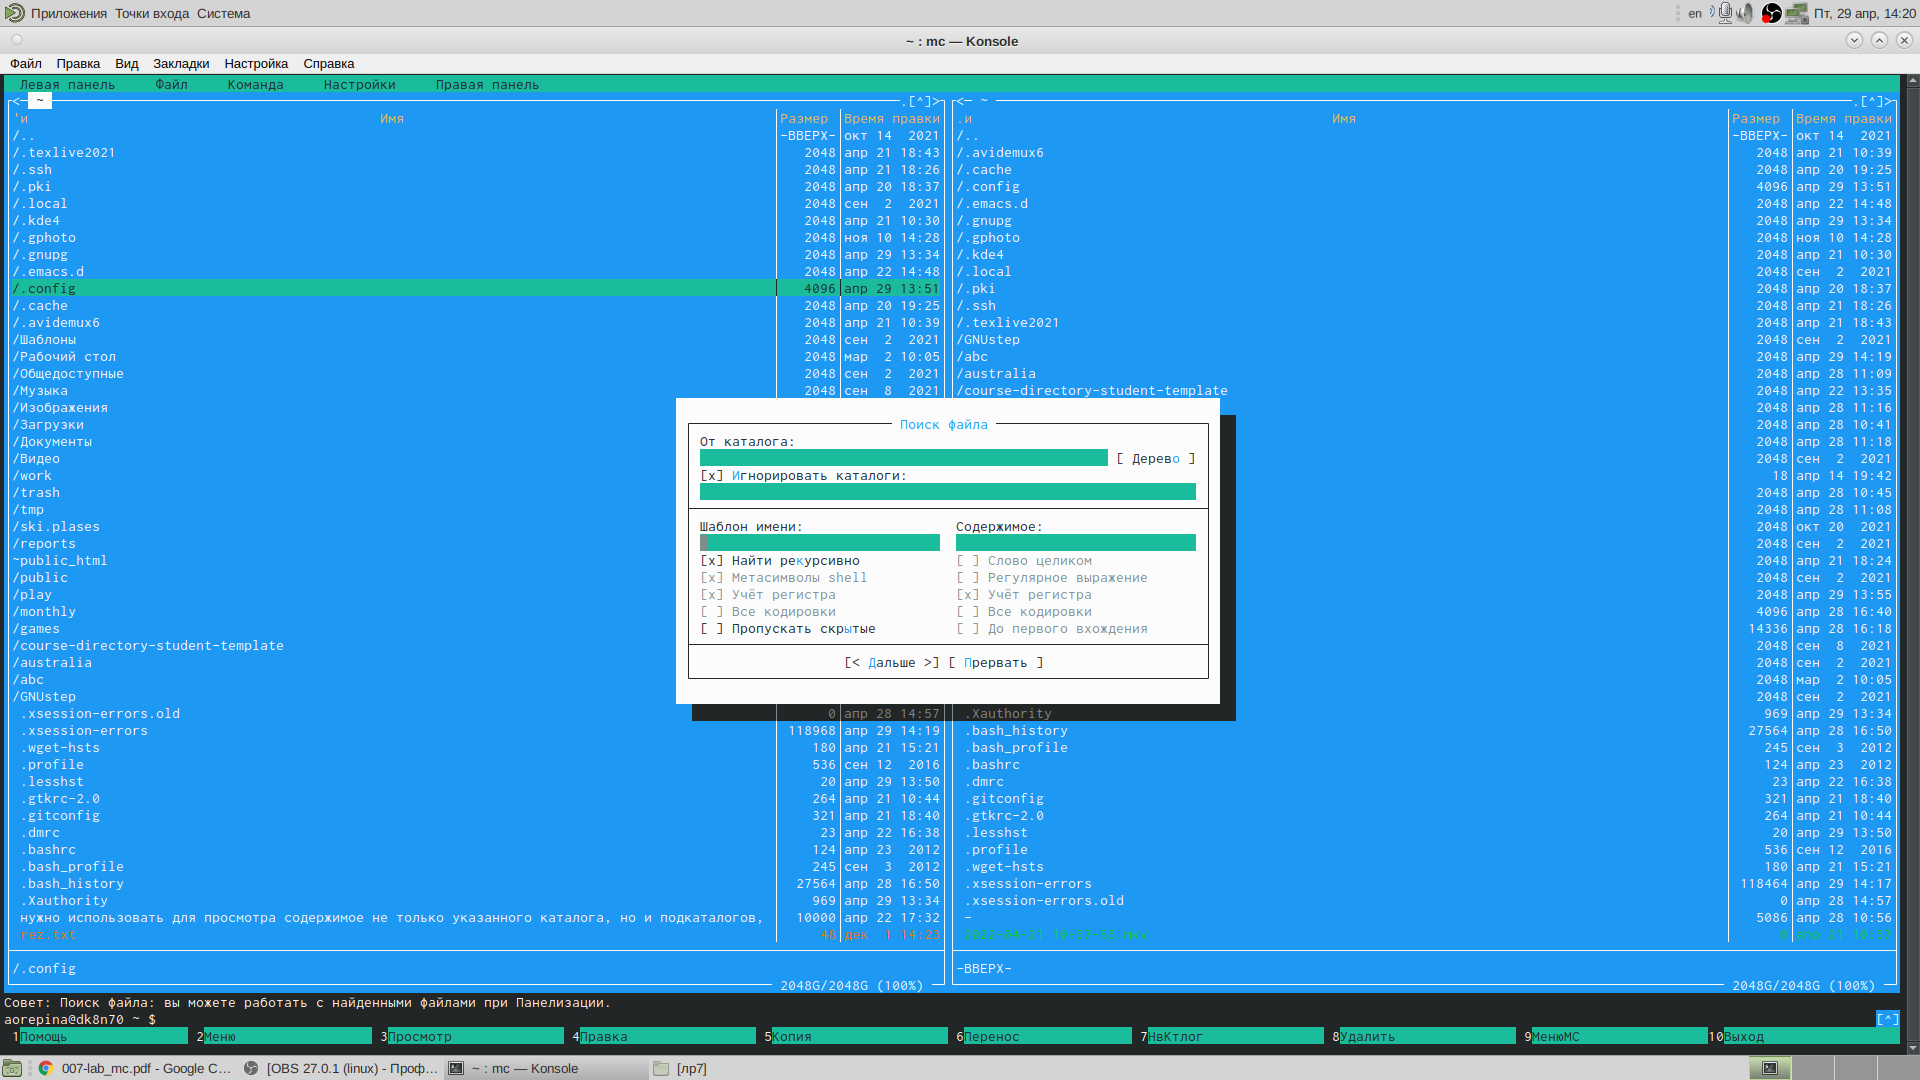 Приложения Точки входа Система
en Пт, 29 апр, 14:20
~ : mc — Konsole
Файл Правка Вид Закладки Настройка Справка
Левая панель Файл Команда Настройки Правая панель
<─ ~ .[^]>
'и Имя Размер Время правки
/.. -ВВЕРХ- окт 14 2021
/.texlive2021 2048 апр 21 18:43
/.ssh 2048 апр 21 18:26
/.pki 2048 апр 20 18:37
/.local 2048 сен 2 2021
/.kde4 2048 апр 21 10:30
/.gphoto 2048 ноя 10 14:28
/.gnupg 2048 апр 29 13:34
/.emacs.d 2048 апр 22 14:48
/.config 4096 апр 29 13:51
/.cache 2048 апр 20 19:25
/.avidemux6 2048 апр 21 10:39
/Шаблоны 2048 сен 2 2021
/Рабочий стол 2048 мар 2 10:05
/Общедоступные 2048 сен 2 2021
/Музыка 2048 сен 8 2021
/Изображения
/Загрузки
/Документы
/Видео
/work
/trash
/tmp
/ski.plases
/reports
~public_html
/public
/play
/monthly
/games
/course-directory-student-template
/australia
/abc
/GNUstep
.xsession-errors.old 0 апр 28 14:57
.xsession-errors 118968 апр 29 14:19
.wget-hsts 180 апр 21 15:21
.profile 536 сен 12 2016
.lesshst 20 апр 29 13:50
.gtkrc-2.0 264 апр 21 10:44
.gitconfig 321 апр 21 18:40
.dmrc 23 апр 22 16:38
.bashrc 124 апр 23 2012
.bash_profile 245 сен 3 2012
.bash_history 27564 апр 28 16:50
.Xauthority 969 апр 29 13:34
нужно использовать для просмотра содержимое не только указанного каталога, но и подкаталогов, 10000 апр 22 17:32
rez.txt 48 дек 1 14:23
/.config
2048G/2048G (100%)
<─ ~ .[^]>
.и Имя Размер Время правки
/.. -ВВЕРХ- окт 14 2021
/.avidemux6 2048 апр 21 10:39
/.cache 2048 апр 20 19:25
/.config 4096 апр 29 13:51
/.emacs.d 2048 апр 22 14:48
/.gnupg 2048 апр 29 13:34
/.gphoto 2048 ноя 10 14:28
/.kde4 2048 апр 21 10:30
/.local 2048 сен 2 2021
/.pki 2048 апр 20 18:37
/.ssh 2048 апр 21 18:26
/.texlive2021 2048 апр 21 18:43
/GNUstep 2048 сен 2 2021
/abc 2048 апр 29 14:19
/australia 2048 апр 28 11:09
/course-directory-student-template 2048 апр 22 13:35
2048 апр 28 11:16
2048 апр 28 10:41
2048 апр 28 11:18
2048 сен 2 2021
18 апр 14 19:42
2048 апр 28 10:45
2048 апр 28 11:08
2048 окт 20 2021
2048 сен 2 2021
2048 апр 21 18:24
2048 сен 2 2021
2048 апр 29 13:55
4096 апр 28 16:40
14336 апр 28 16:18
2048 сен 8 2021
2048 сен 2 2021
2048 мар 2 10:05
2048 сен 2 2021
.Xauthority 969 апр 29 13:34
.bash_history 27564 апр 28 16:50
.bash_profile 245 сен 3 2012
.bashrc 124 апр 23 2012
.dmrc 23 апр 22 16:38
.gitconfig 321 апр 21 18:40
.gtkrc-2.0 264 апр 21 10:44
.lesshst 20 апр 29 13:50
.profile 536 сен 12 2016
.wget-hsts 180 апр 21 15:21
.xsession-errors 118464 апр 29 14:17
.xsession-errors.old 0 апр 28 14:57
- 5086 апр 28 10:56
-ВВЕРХ-
2048G/2048G (100%)
Поиск файла
От каталога:
[ Дерево ]
[x] Игнорировать каталоги:
Шаблон имени: Содержимое:
[x] Найти рекурсивно [ ] Слово целиком
[x] Метасимволы shell [ ] Регулярное выражение
[x] Учёт регистра [x] Учёт регистра
[ ] Все кодировки [ ] Все кодировки
[ ] Пропускать скрытые [ ] До первого вхождения
[< Дальше >] [ Прервать ]
Совет: Поиск файла: вы можете работать с найденными файлами при Панелизации.
aorepina@dk8n70 ~ $ [^]
1Помощь 2Меню 3Просмотр 4Правка 5Копия 6Перенос 7НвКтлог 8Удалить 9МенюМС 10Выход
007-lab_mc.pdf - Google C... [OBS 27.0.1 (linux) - Проф... ~ : mc — Konsole [лр7]